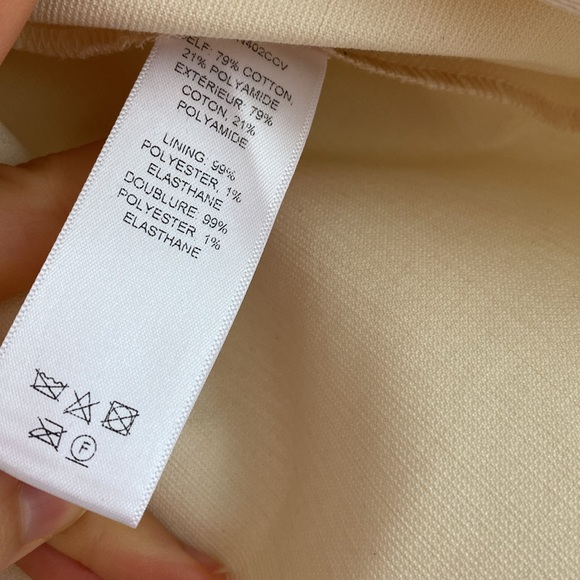 SELF: 79% COTTON,
21% POLYAMIDE
EXTÉRIEUR: 79%
COTON, 21%
POLYAMIDE
LINING: 99%
POLYESTER, 1%
ELASTHANE
DOUBLURE: 99%
POLYESTER 1%
ELASTHANE
F